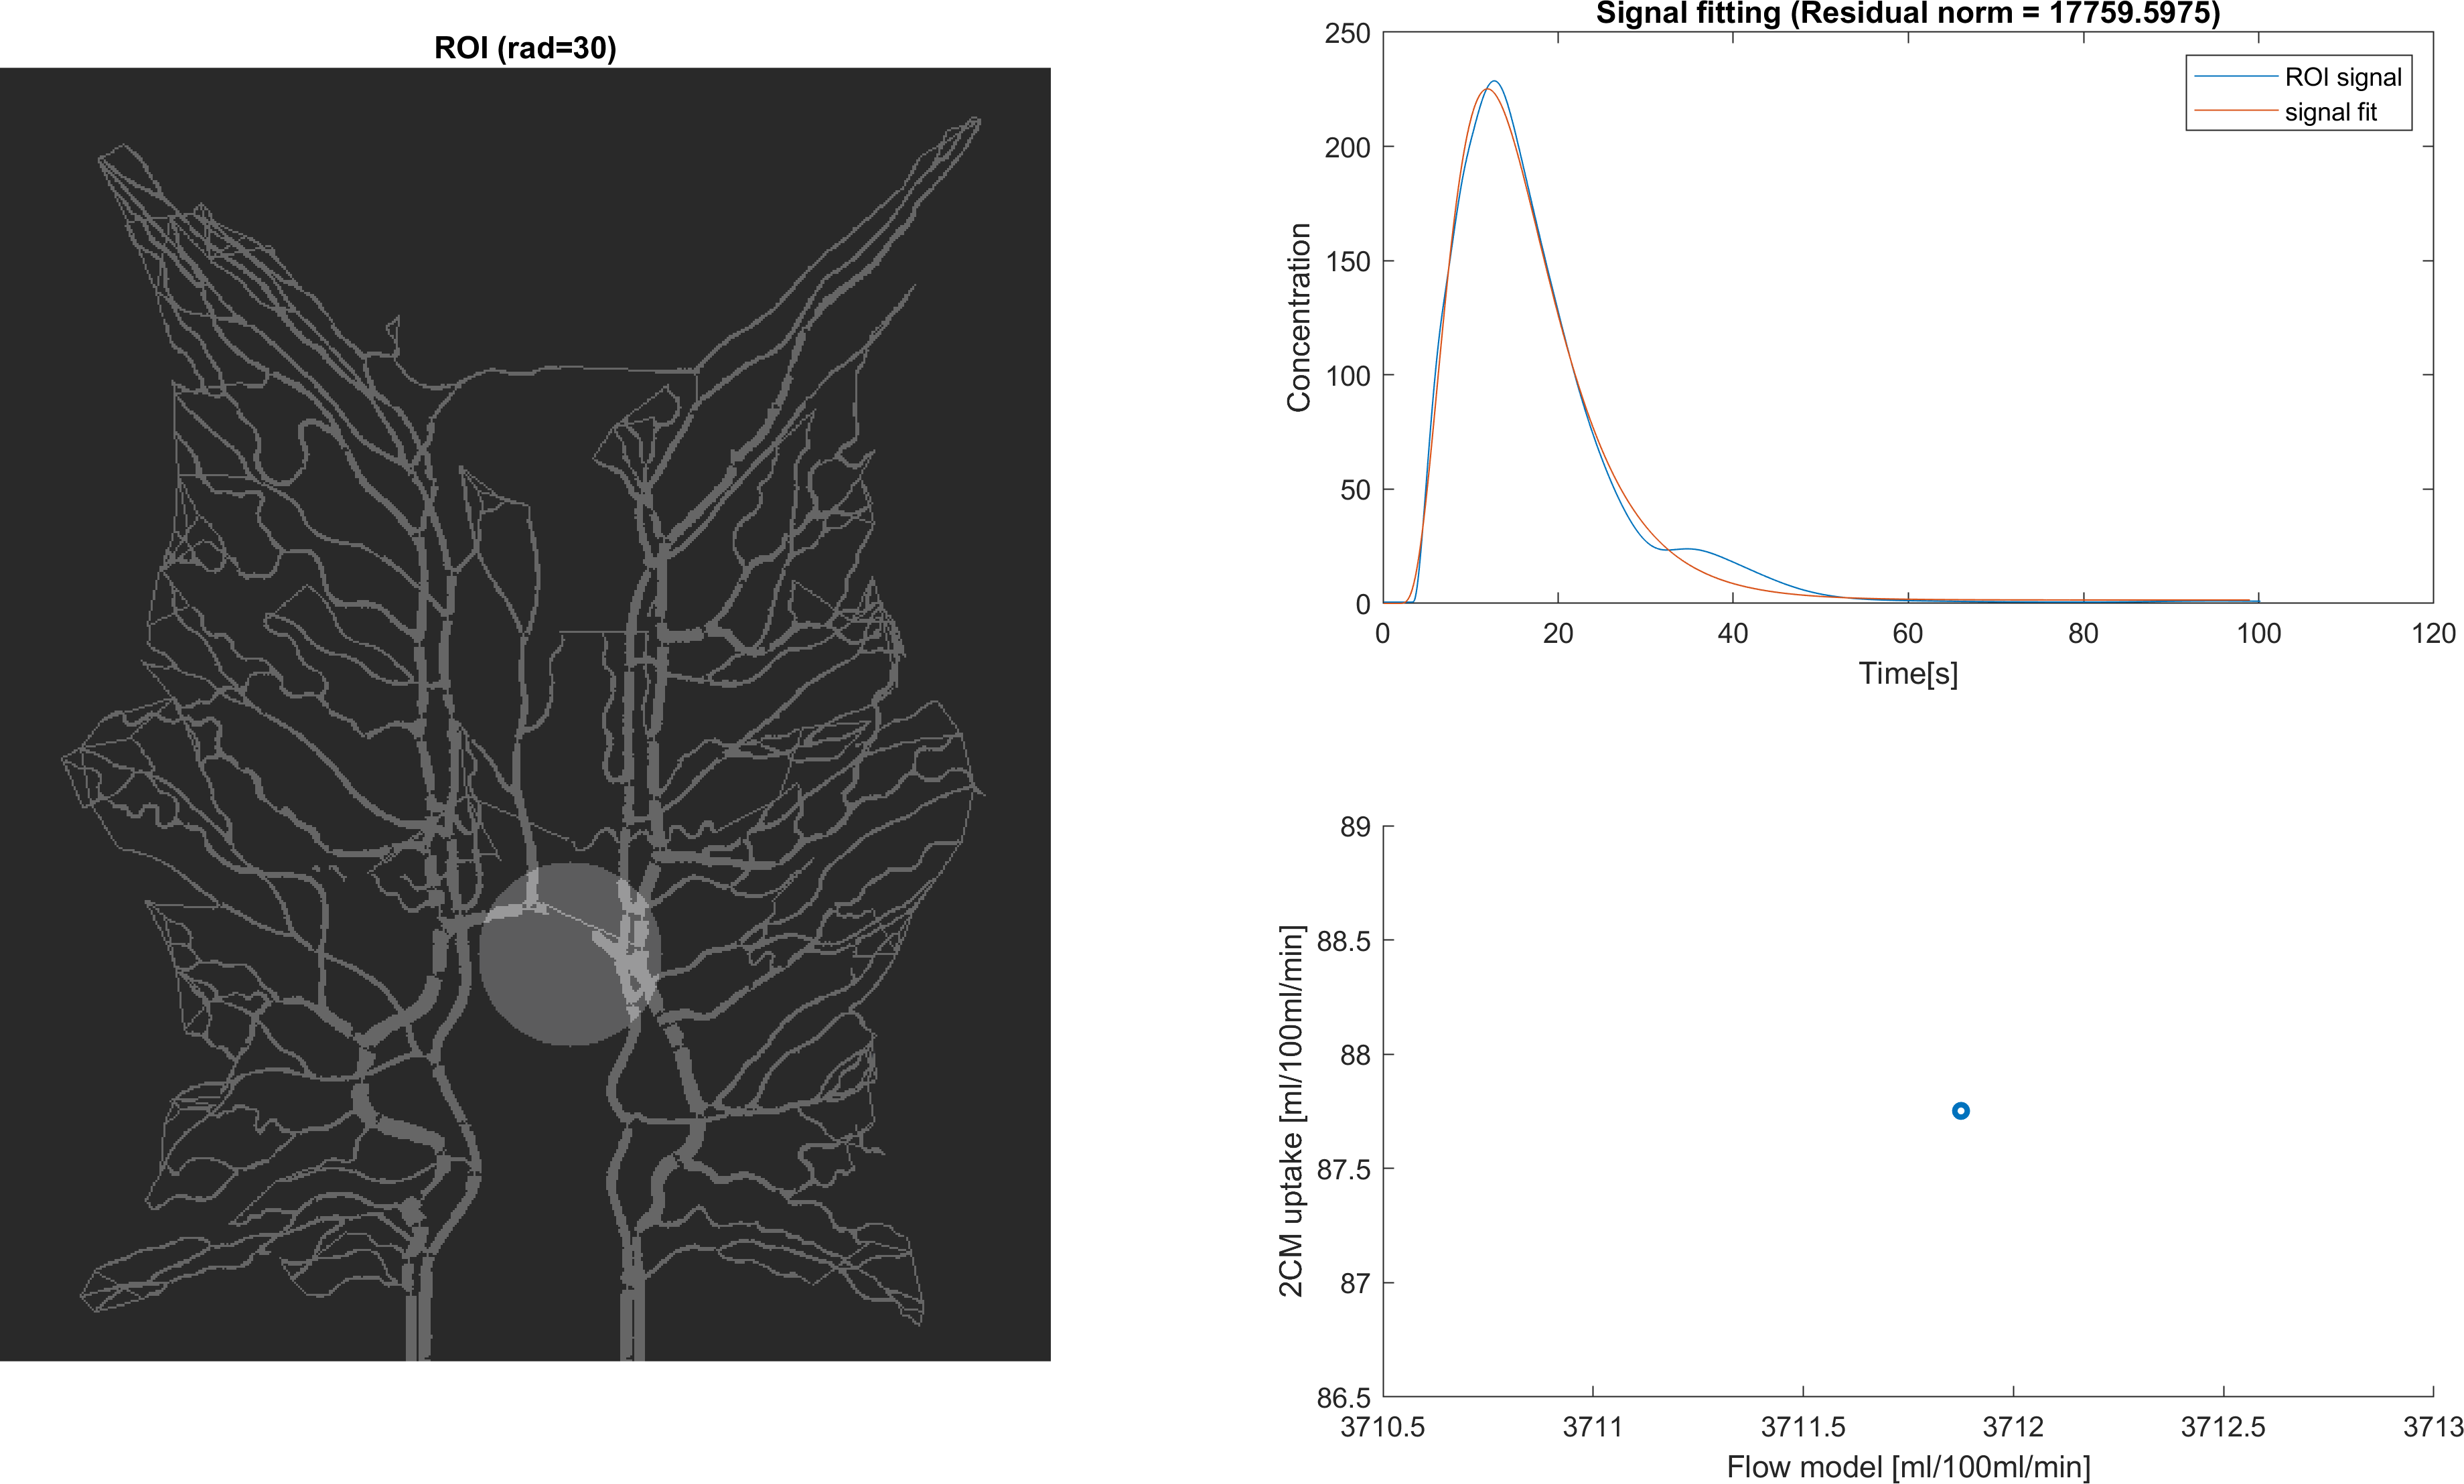 ROI (rad=30)
Signal fitting (Residual norm = 17759.5975)
250
200
150
100
50
0
Concentration
ROI signal
signal fit
0 20 40 60 80 100 120
Time[s]
89
88.5
88
87.5
87
86.5
2CM uptake [ml/100ml/min]
3710.5 3711 3711.5 3712 3712.5 3713
Flow model [ml/100ml/min]